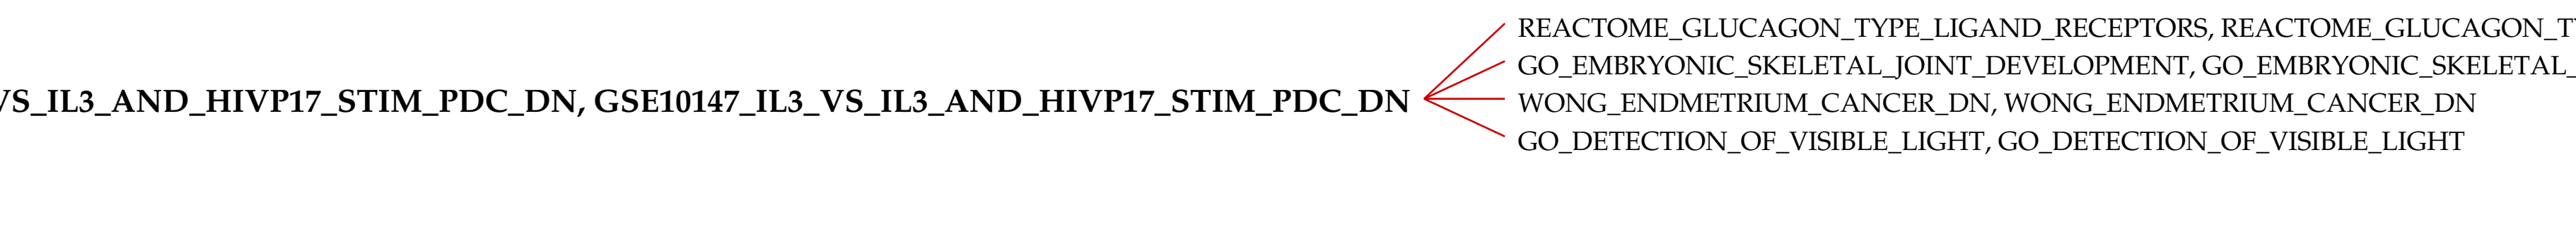 REACTOME_GLUCAGON_TYPE_LIGAND_RECEPTORS, REACTOME_GLUCAGON_T
GO_EMBRYONIC_SKELETAL_JOINT_DEVELOPMENT, GO_EMBRYONIC_SKELETAL_
VS_IL3_AND_HIVP17_STIM_PDC_DN, GSE10147_IL3_VS_IL3_AND_HIVP17_STIM_PDC_DN
WONG_ENDMETRIUM_CANCER_DN, WONG_ENDMETRIUM_CANCER_DN
GO_DETECTION_OF_VISIBLE_LIGHT, GO_DETECTION_OF_VISIBLE_LIGHT